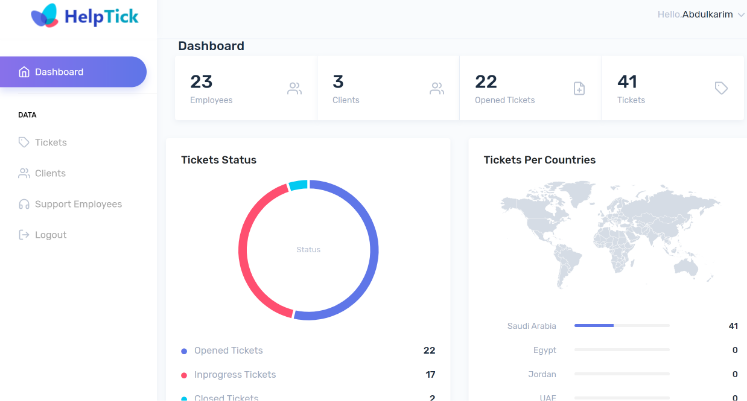 HelpTick
Hello,Abdulkarim
Dashboard
Dashboard
23
Employees
3
Clients
22
Opened Tickets
41
Tickets
DATA
Tickets
Clients
Support Employees
Logout
Tickets Status
Status
Opened Tickets 22
Inprogress Tickets 17
Closed Tickets 2
Tickets Per Countries
Saudi Arabia 41
Egypt 0
Jordan 0
UAE 0